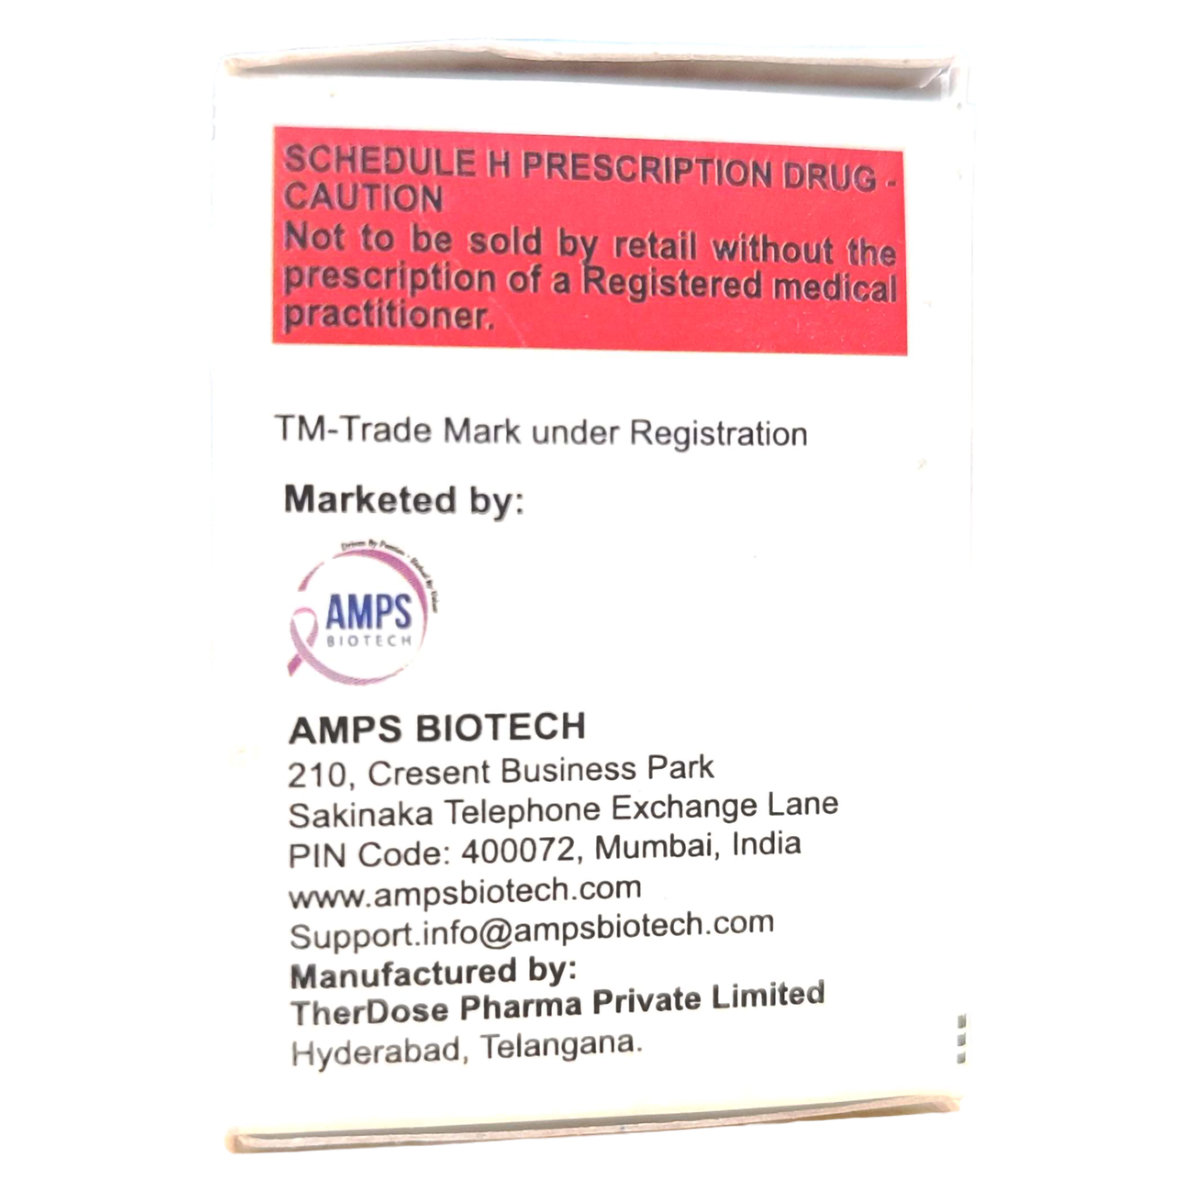 SCHEDULE H PRESCRIPTION DRUG -
CAUTION
Not to be sold by retail without the
prescription of a Registered medical
practitioner.
TM-Trade Mark under Registration
Marketed by:
AMPS
BIOTECH
AMPS BIOTECH
210, Cresent Business Park
Sakinaka Telephone Exchange Lane
PIN Code: 400072, Mumbai, India
www.ampsbiotech.com
Support.info@ampsbiotech.com
Manufactured by:
TherDose Pharma Private Limited
Hyderabad, Telangana.